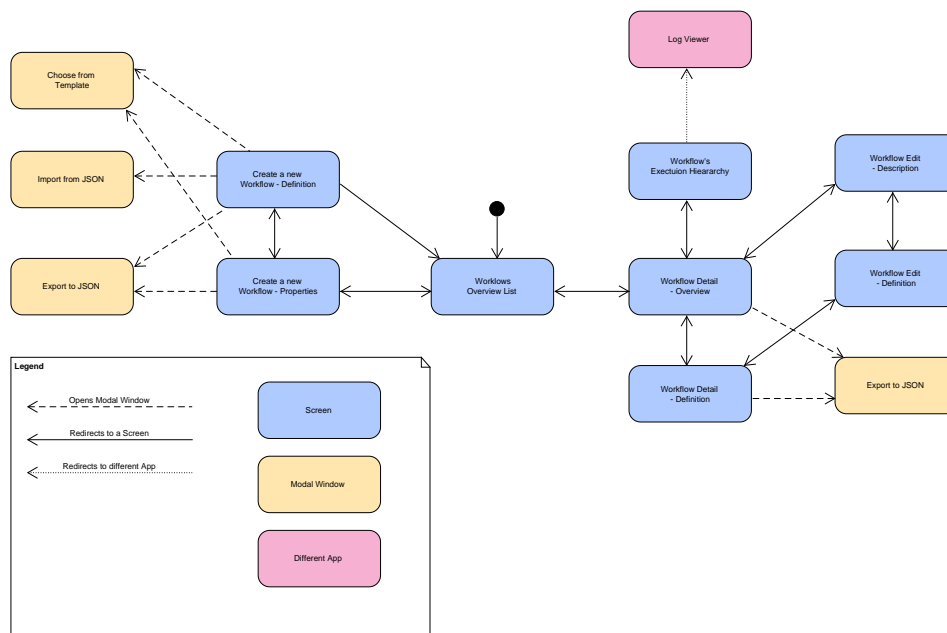 Log Viewer
Choose from
Template
Workflow's
Exectuion Hieararchy
Workflow Edit
- Description
Import from JSON
Create a new
Workflow - Definition
Export to JSON
Create a new
Workflow - Properties
Worklows
Overview List
Workflow Detail
- Overview
Workflow Edit
- Definition
Workflow Detail
- Definition
Export to JSON
Legend
Opens Modal Window
Redirects to a Screen
Redirects to different App
Screen
Modal Window
Different App